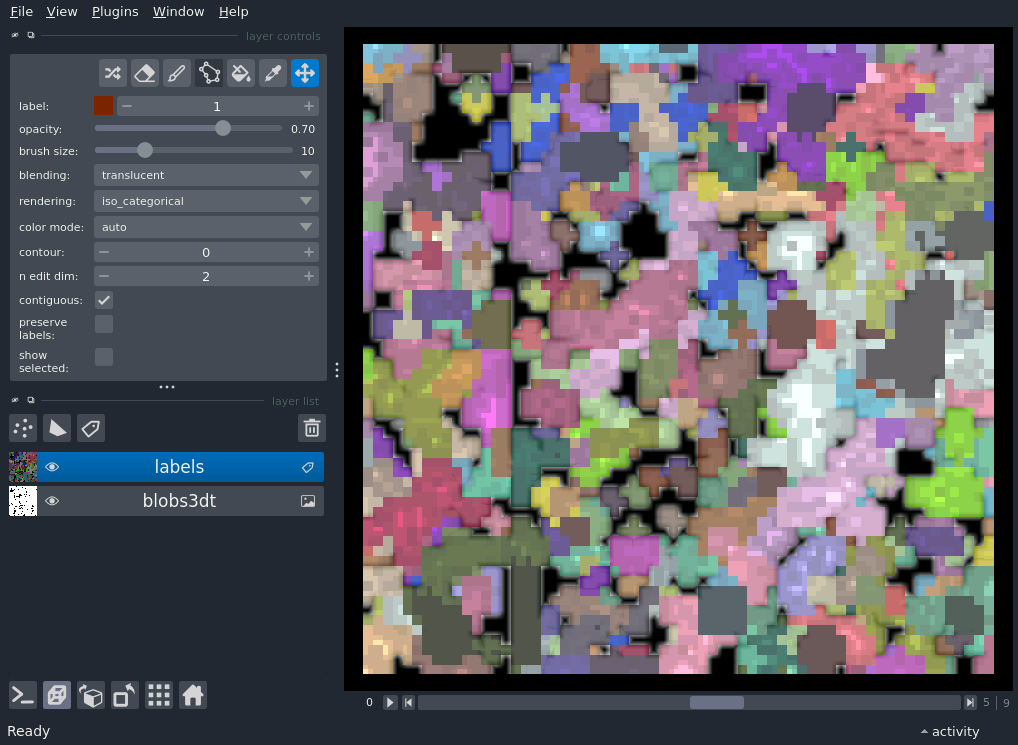 File View Plugins Window Help
layer controls
label: 1
opacity: 0.70
brush size: 10
blending: translucent
rendering: iso_categorical
color mode: auto
contour: 0
n edit dim: 2
contiguous:
preserve
labels:
show
selected:
layer list
labels
blobs3dt
0 5 | 9
Ready activity